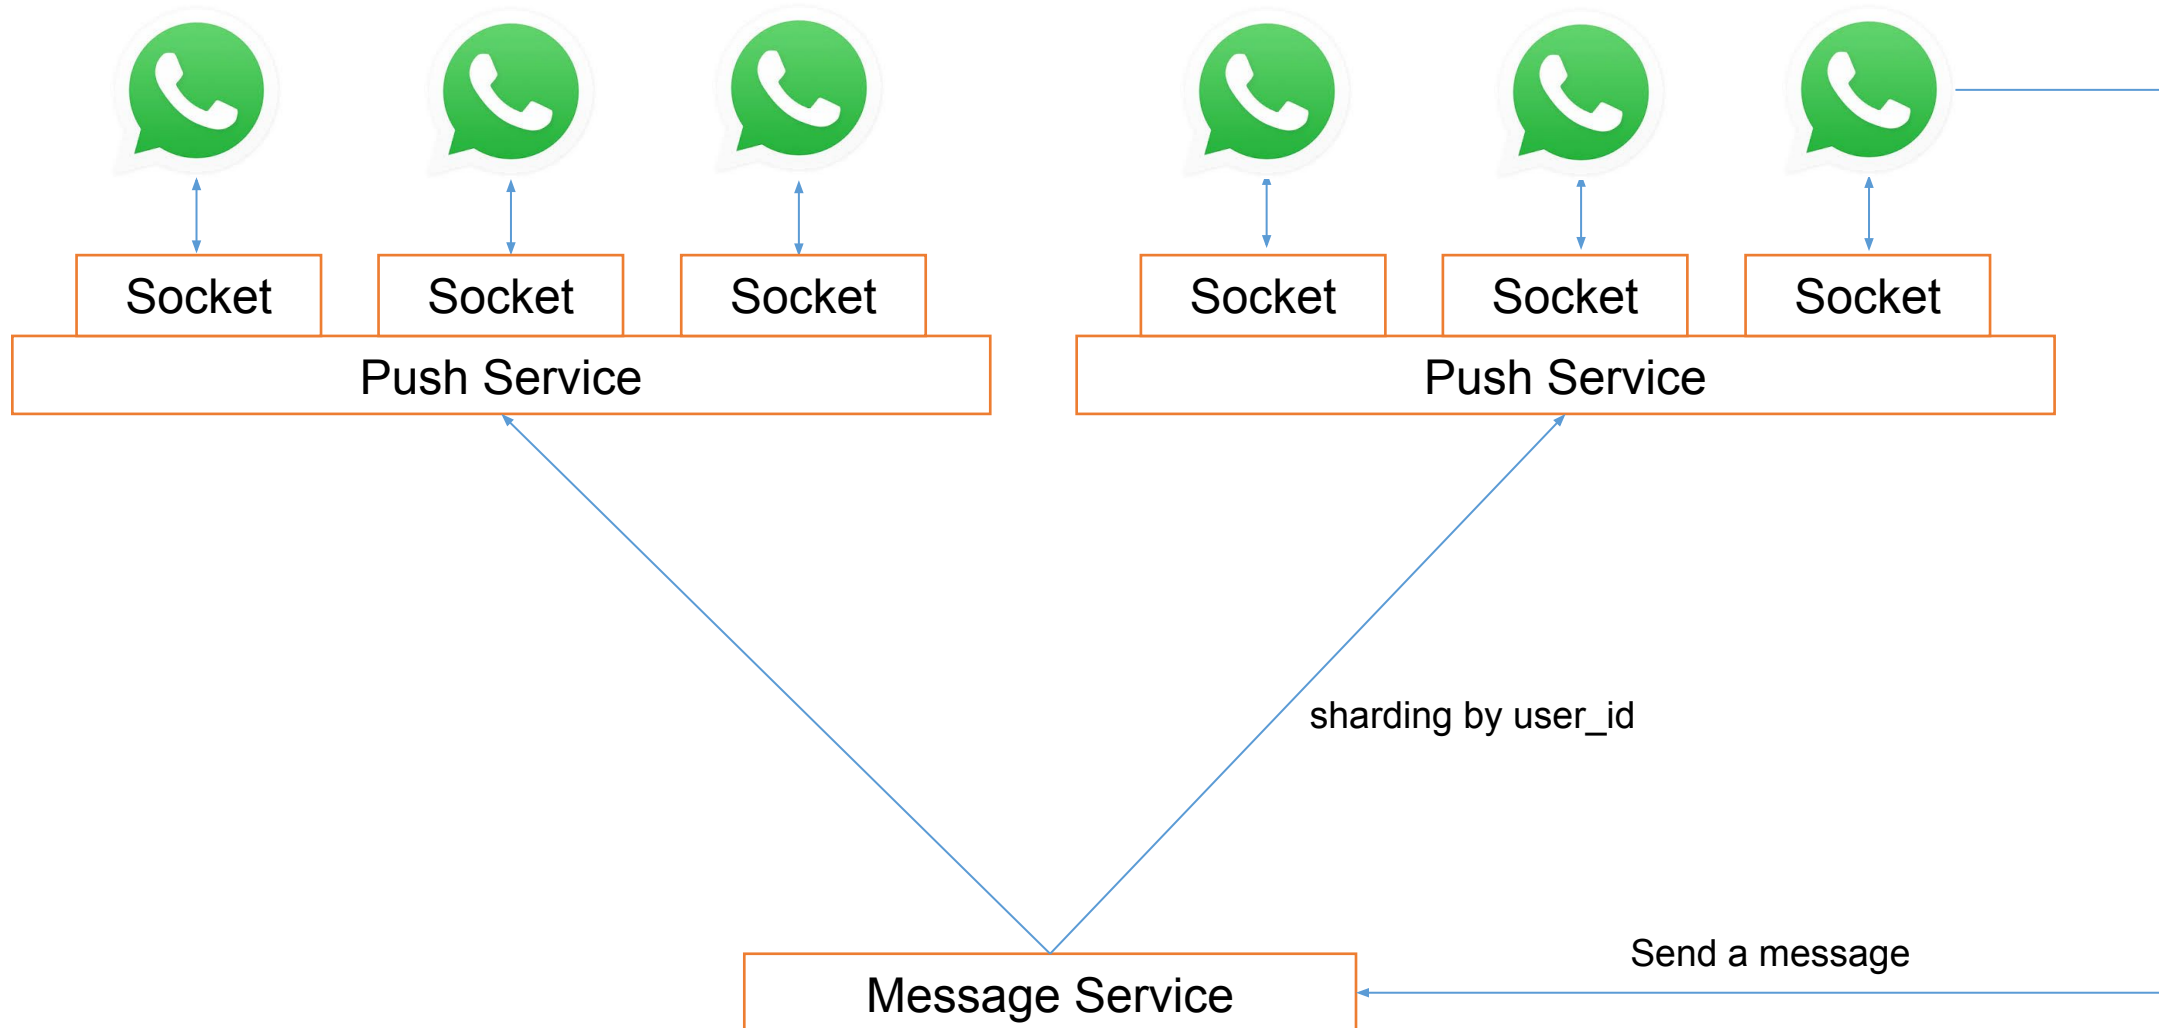 Socket
Socket
Socket
Socket
Socket
Socket
Push Service
Push Service
sharding by user_id
Send a message
Message Service